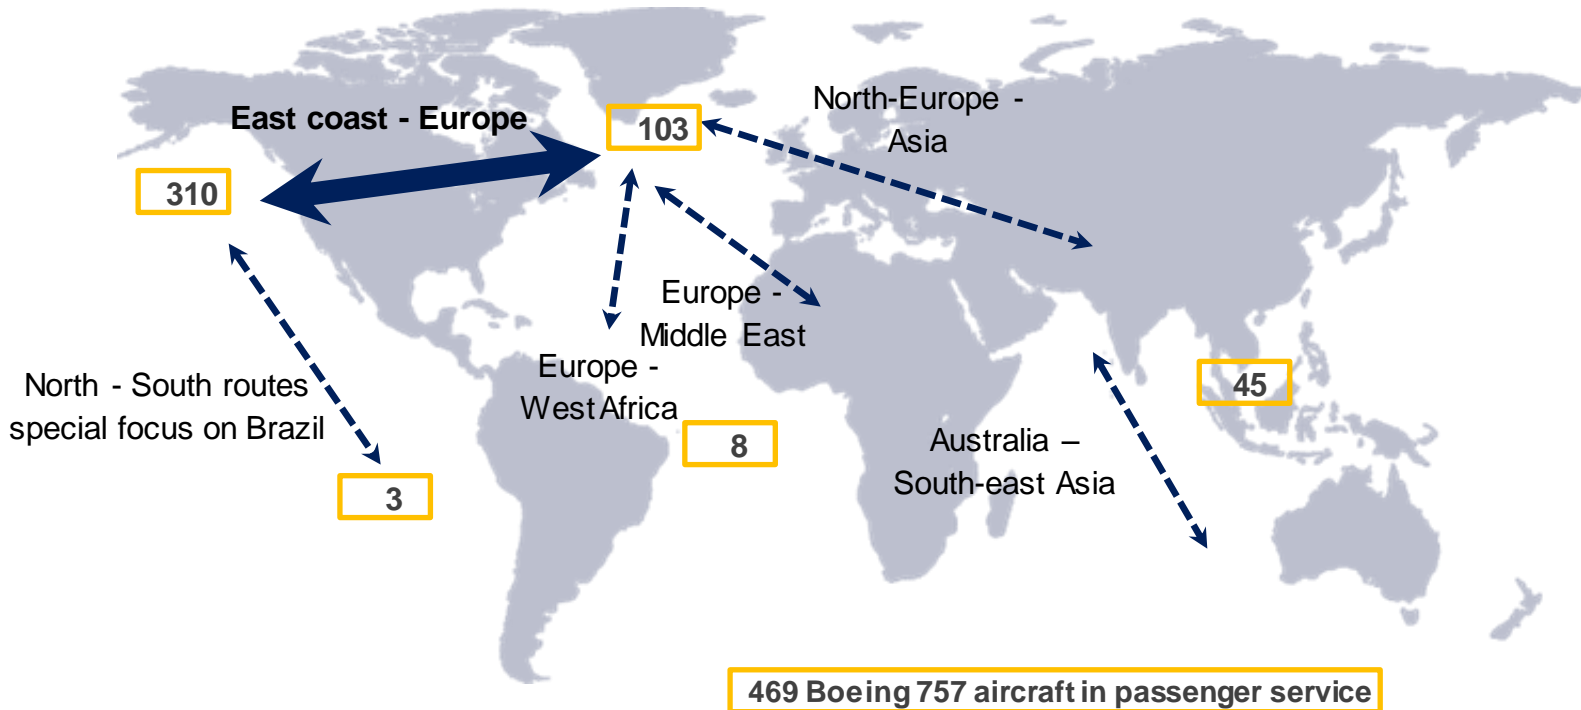 North-Europe -
Asia
East coast - Europe
103
310
Europe -
Middle East
Europe -
West Africa
North - South routes
special focus on Brazil
45
8
Australia –
South-east Asia
3
469 Boeing 757 aircraft in passenger service